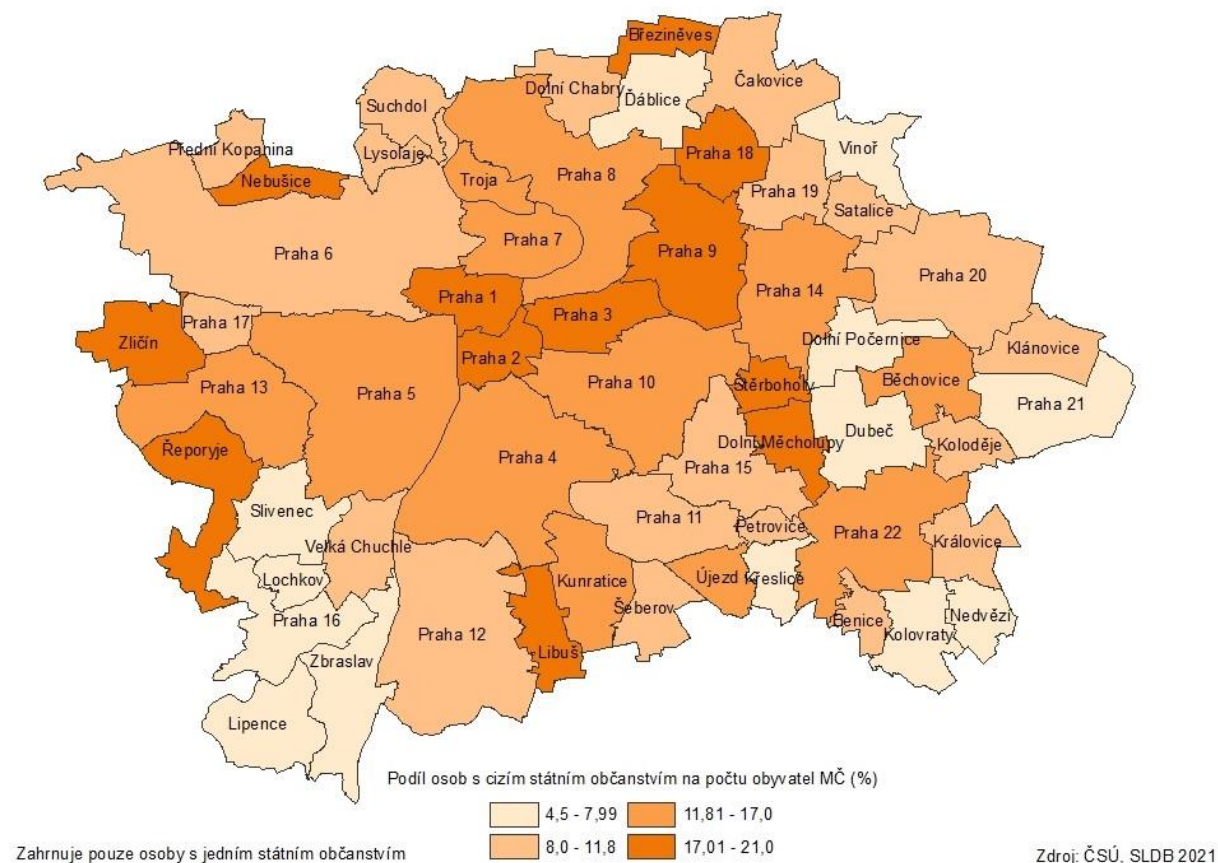 Březiněves
Dolní Chabry
Ďáblice
Čakovice
Suchdol
Přední Kopanina
Lysolaje
Nebušice
Troja
Praha 8
Praha 18
Vinoř
Praha 19
Satalice
Praha 7
Praha 6
Praha 9
Praha 20
Praha 1
Praha 14
Praha 3
Praha 17
Zličín
Dolní Počernice
Klánovice
Praha 2
Praha 13
Praha 5
Praha 10
Štěrboholy
Běchovice
Praha 21
Řeporyje
Praha 4
Dolní Měcholupy
Dubeč
Koloděje
Praha 15
Slivenec
Praha 11
Petrovice
Praha 22
Královice
Velká Chuchle
Lochkov
Kunratice
Újezd
Křeslice
Šeberov
Praha 16
Benice
Nedvězí
Kolovraty
Praha 12
Libuš
Zbraslav
Lipence
Podíl osob s cizím státním občanstvím na počtu obyvatel MČ (%)
4,5 - 7,99
11,81 - 17,0
8,0 - 11,8
17,01 - 21,0
Zahrnuje pouze osoby s jedním státním občanstvím
Zdroj: ČSÚ, SLDB 2021